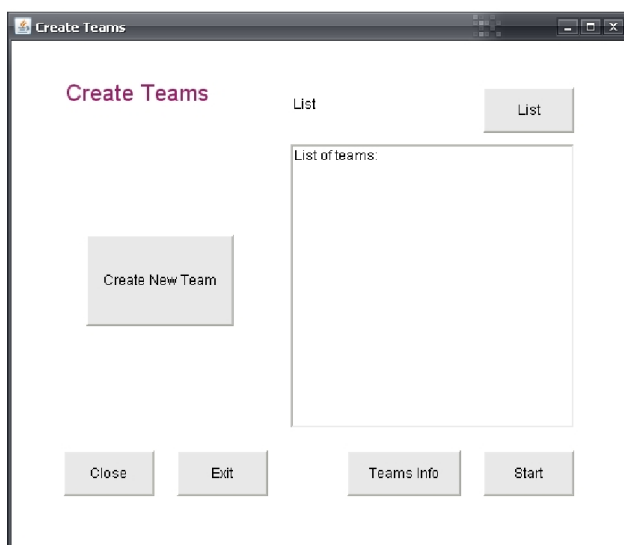 Create Teams
Create Teams
List
List
List of teams:
Create New Team
Close
Exit
Teams Info
Start